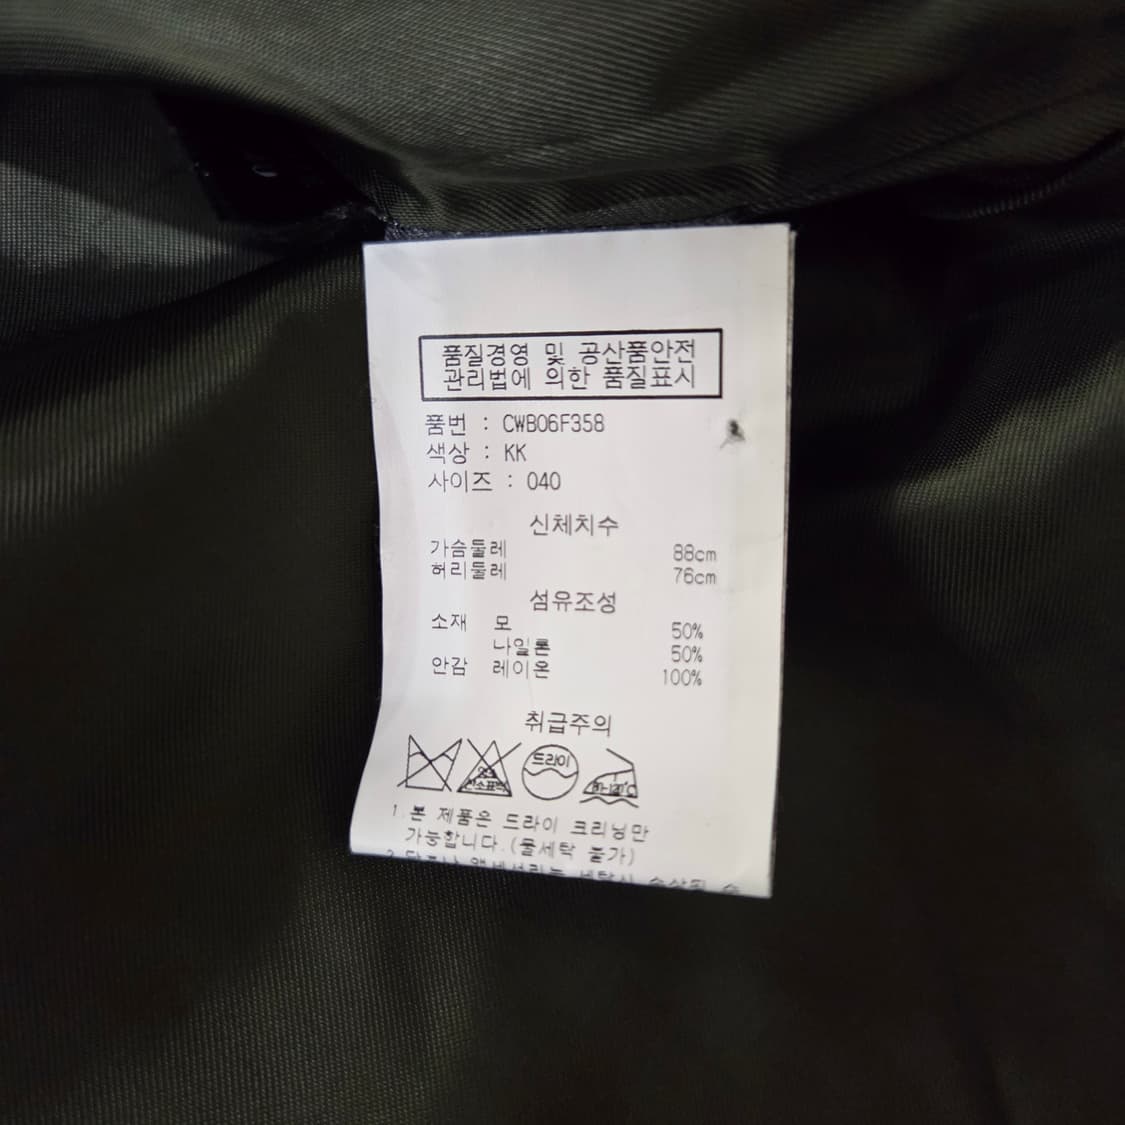 품질경영 및 공산품안전
관리법에 의한 품질표시
품번 : CWB06F358
색상 : KK
사이즈 : 040
신체치수
가슴둘레 88cm
허리둘레 76cm
섬유조성
소재 모 50%
나일론 50%
안감 레이온 100%
취급주의
염소표백
드라이
1.본 제품은 드라이 크리닝만
가능합니다.(물세탁 불가)